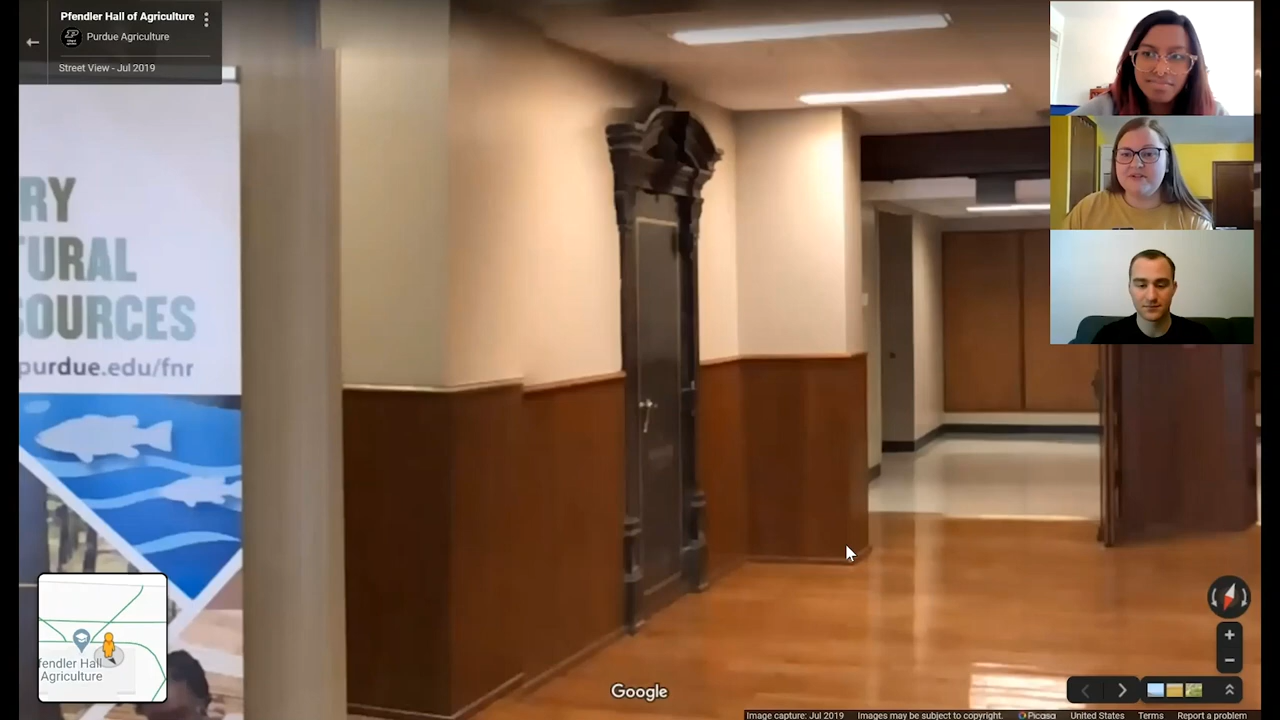 Pfendler Hall of Agriculture
Purdue Agriculture
Street View - Jul 2019
RY
TURAL
SOURCES
purdue.edu/fnr
fendler Hall
Agriculture
Google
Image capture: Jul 2019 Images may be subject to copyright. Picasa United States Terms Report a problem